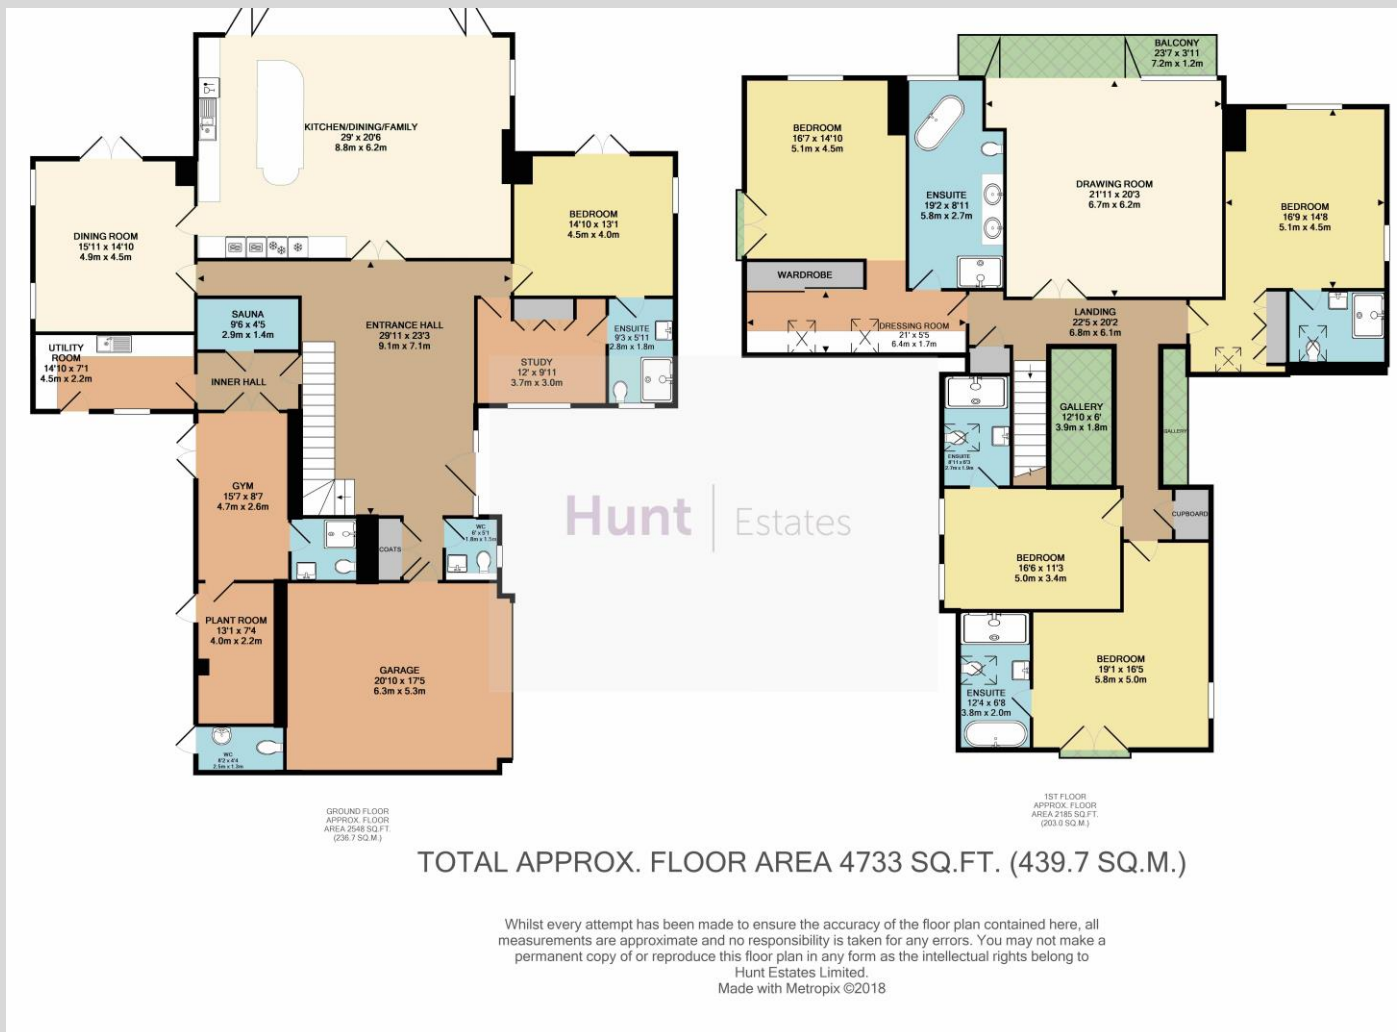 KITCHEN/DINING/FAMILY
29' x 20'6
8.8m x 6.2m
DINING ROOM
15'11 x 14'10
4.9m x 4.5m
BEDROOM
14'10 x 13'1
4.5m x 4.0m
SAUNA
9'6 x 4'5
2.9m x 1.4m
ENTRANCE HALL
29'11 x 23'3
9.1m x 7.1m
ENSUITE
9'3 x 5'11
2.8m x 1.8m
UTILITY
ROOM
14'10 x 7'1
4.5m x 2.2m
INNER HALL
STUDY
12' x 9'11
3.7m x 3.0m
GYM
15'7 x 8'7
4.7m x 2.6m
COATS
WC
6' x 5'1
1.8m x 1.5m
PLANT ROOM
13'1 x 7'4
4.0m x 2.2m
GARAGE
20'10 x 17'5
6.3m x 5.3m
WC
8'2 x 4'4
2.5m x 1.3m
GROUND FLOOR
APPROX. FLOOR
AREA 2548 SQ.FT.
(236.7 SQ.M.)
BALCONY
23'7 x 3'11
7.2m x 1.2m
BEDROOM
16'7 x 14'10
5.1m x 4.5m
ENSUITE
19'2 x 8'11
5.8m x 2.7m
DRAWING ROOM
21'11 x 20'3
6.7m x 6.2m
BEDROOM
16'9 x 14'8
5.1m x 4.5m
WARDROBE
DRESSING ROOM
21' x 5'5
6.4m x 1.7m
LANDING
22'5 x 20'2
6.8m x 6.1m
GALLERY
12'10 x 6'
3.9m x 1.8m
GALLERY
ENSUITE
8'11 x 6'3
2.7m x 1.9m
CUPBOARD
BEDROOM
16'6 x 11'3
5.0m x 3.4m
BEDROOM
19'1 x 16'5
5.8m x 5.0m
ENSUITE
12'4 x 6'8
3.8m x 2.0m
1ST FLOOR
APPROX. FLOOR
AREA 2185 SQ.FT.
(203.0 SQ.M.)
Hunt | Estates
TOTAL APPROX. FLOOR AREA 4733 SQ.FT. (439.7 SQ.M.)
Whilst every attempt has been made to ensure the accuracy of the floor plan contained here, all
measurements are approximate and no responsibility is taken for any errors. You may not make a
permanent copy of or reproduce this floor plan in any form as the intellectual rights belong to
Hunt Estates Limited.
Made with Metropix ©2018